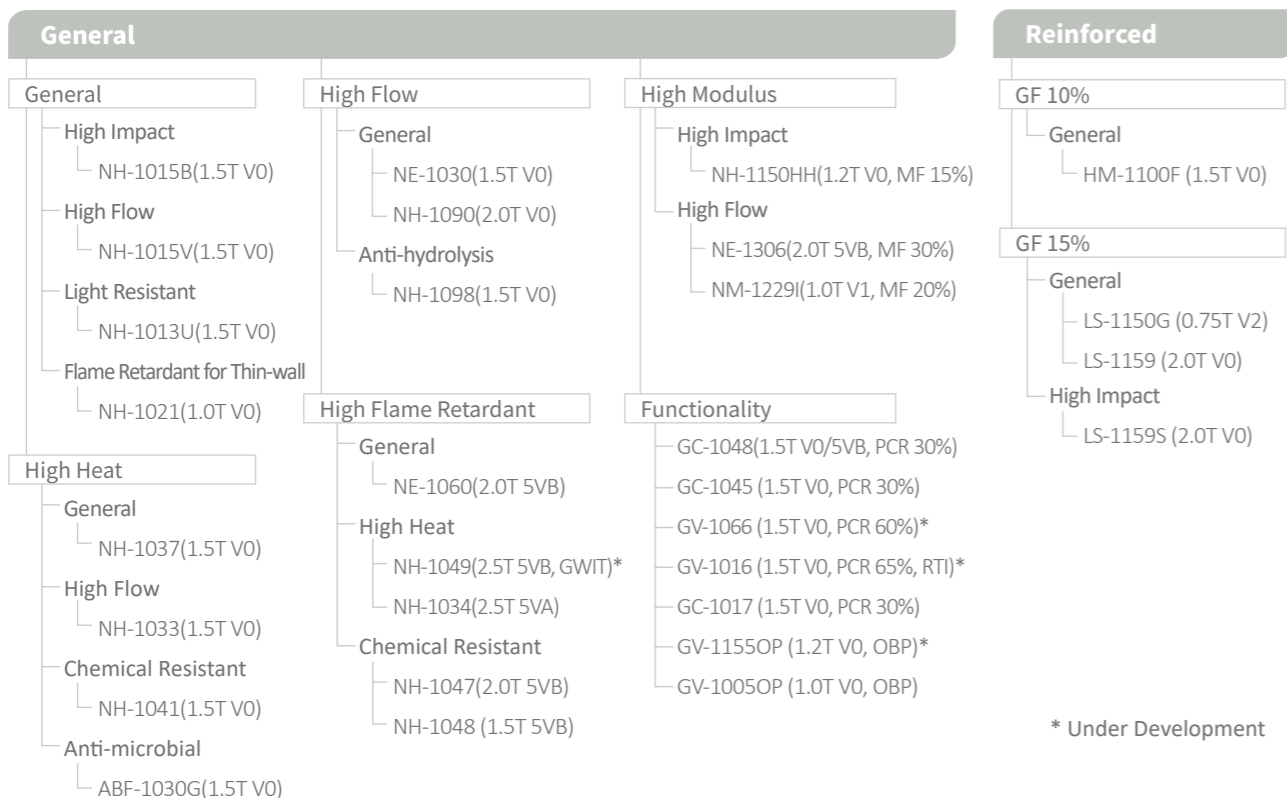 General
General
High Impact
NH-1015B(1.5T V0)
High Flow
NH-1015V(1.5T V0)
Light Resistant
NH-1013U(1.5T V0)
Flame Retardant for Thin-wall
NH-1021(1.0T V0)
High Heat
General
NH-1037(1.5T V0)
High Flow
NH-1033(1.5T V0)
Chemical Resistant
NH-1041(1.5T V0)
Anti-microbial
ABF-1030G(1.5T V0)
High Flow
General
NE-1030(1.5T V0)
NH-1090(2.0T V0)
Anti-hydrolysis
NH-1098(1.5T V0)
High Flame Retardant
General
NE-1060(2.0T 5VB)
High Heat
NH-1049(2.5T 5VB, GWIT)*
NH-1034(2.5T 5VA)
Chemical Resistant
NH-1047(2.0T 5VB)
NH-1048 (1.5T 5VB)
High Modulus
High Impact
NH-1150HH(1.2T V0, MF 15%)
High Flow
NE-1306(2.0T 5VB, MF 30%)
NM-1229I(1.0T V1, MF 20%)
Functionality
GC-1048(1.5T V0/5VB, PCR 30%)
GC-1045 (1.5T V0, PCR 30%)
GV-1066 (1.5T V0, PCR 60%)*
GV-1016 (1.5T V0, PCR 65%, RTI)*
GC-1017 (1.5T V0, PCR 30%)
GV-1155OP (1.2T V0, OBP)*
GV-1005OP (1.0T V0, OBP)
Reinforced
GF 10%
General
HM-1100F (1.5T V0)
GF 15%
General
LS-1150G (0.75T V2)
LS-1159 (2.0T V0)
High Impact
LS-1159S (2.0T V0)
* Under Development